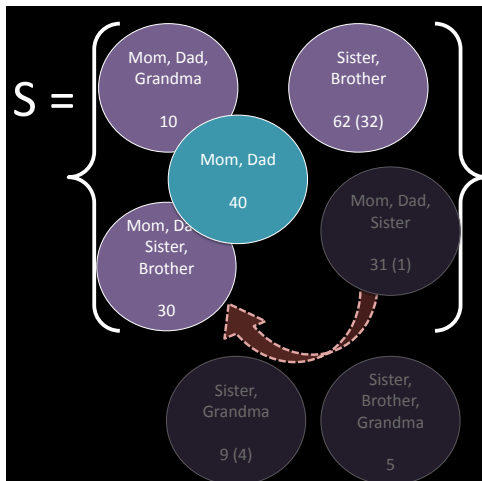 S =
Mom, Dad,
Grandma
10
Sister,
Brother
62 (32)
Mom, Dad
40
Mom, Dad,
Sister
31 (1)
Mom, Da
Sister,
Brother
30
Sister,
Grandma
9 (4)
Sister,
Brother,
Grandma
5